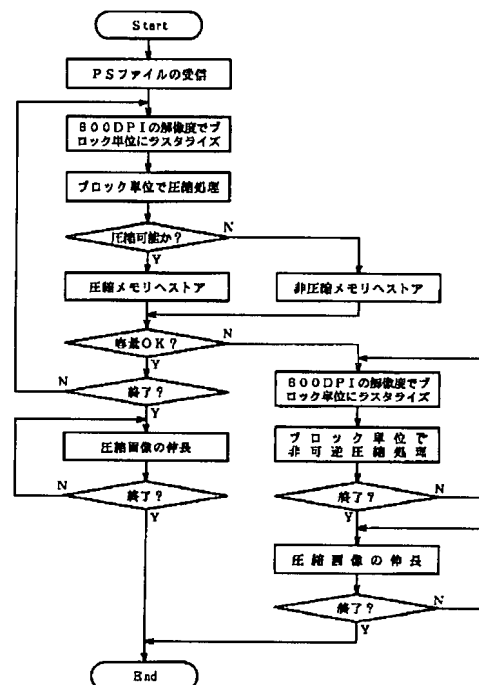 Start
PSファイルの受信
600DPIの解像度でブ
ロック単位にラスタライズ
ブロック単位で圧縮処理
圧縮可能か?
N
Y
圧縮メモリへストア
非圧縮メモリへストア
容量OK?
N
Y
終了?
N
Y
圧縮画像の伸長
終了?
N
Y
600DPIの解像度でブ
ロック単位にラスタライズ
ブロック単位で
非可逆圧縮処理
終了?
N
Y
圧縮画像の伸長
終了?
N
Y
End